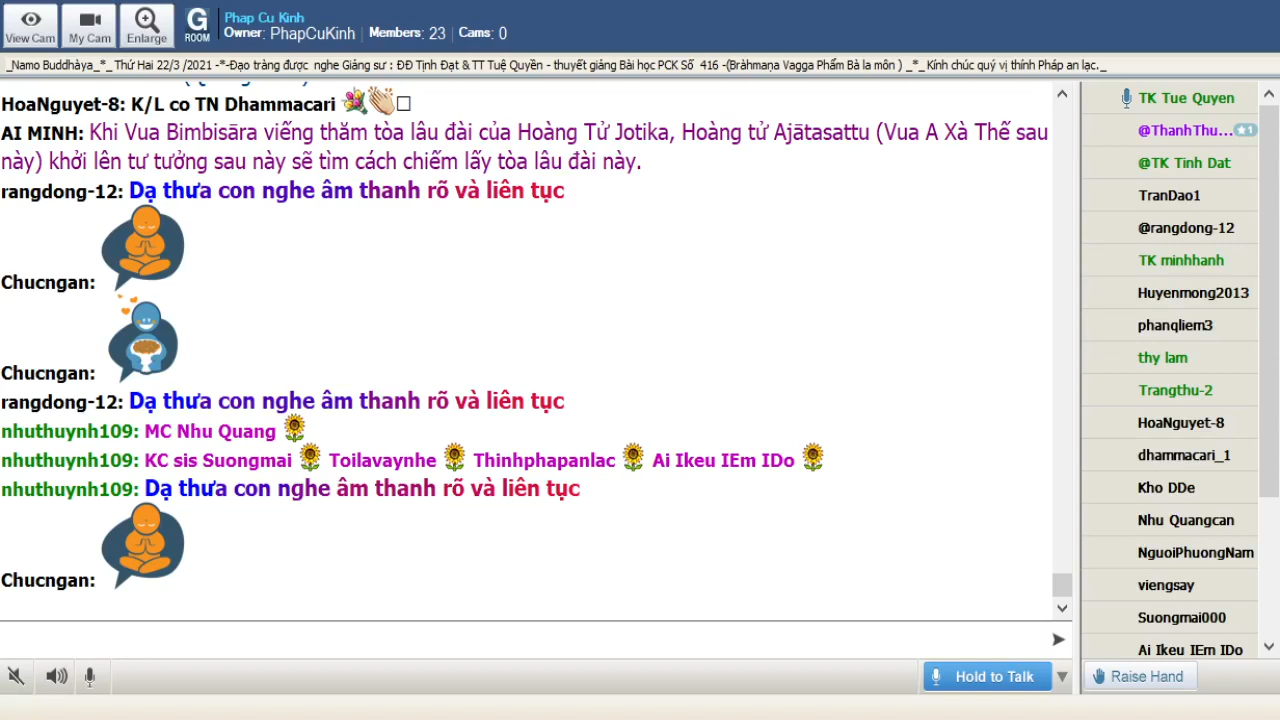 View Cam
My Cam
Enlarge
G
ROOM
Phap Cu Kinh
Owner: PhapCuKinh | Members: 23 | Cams: 0
_Namo Buddhàya_*_ Thứ Hai 22/3 /2021 -*-Đạo tràng được nghe Giảng sư : ĐĐ Tịnh Đạt & TT Tuệ Quyền - thuyết giảng Bài học PCK Số 416 -(Bràhmaṇa Vagga Phẩm Bà la môn ) _*_ Kính chúc quý vị thính Pháp an lạc._
HoaNguyet-8: K/L co TN Dhammacari
AI MINH: Khi Vua Bimbisāra viếng thăm tòa lâu đài của Hoàng Tử Jotika, Hoàng tử Ajātasattu (Vua A Xà Thế sau
này) khởi lên tư tưởng sau này sẽ tìm cách chiếm lấy tòa lâu đài này.
rangdong-12: Dạ thưa con nghe âm thanh rõ và liên tục
Chucngan:
Chucngan:
rangdong-12: Dạ thưa con nghe âm thanh rõ và liên tục
nhuthuynh109: MC Nhu Quang
nhuthuynh109: KC sis Suongmai Toilavaynhe Thinhphapanlac Ai Ikeu IEm IDo
nhuthuynh109: Dạ thưa con nghe âm thanh rõ và liên tục
Chucngan:
TK Tue Quyen
@ThanhThu... ★1
@TK Tinh Dat
TranDao1
@rangdong-12
TK minhhanh
Huyenmong2013
phanqliem3
thy lam
Trangthu-2
HoaNguyet-8
dhammacari_1
Kho DDe
Nhu Quangcan
NguoiPhuongNam
viengsay
Suongmai000
Ai Ikeu IEm IDo
Hold to Talk
Raise Hand